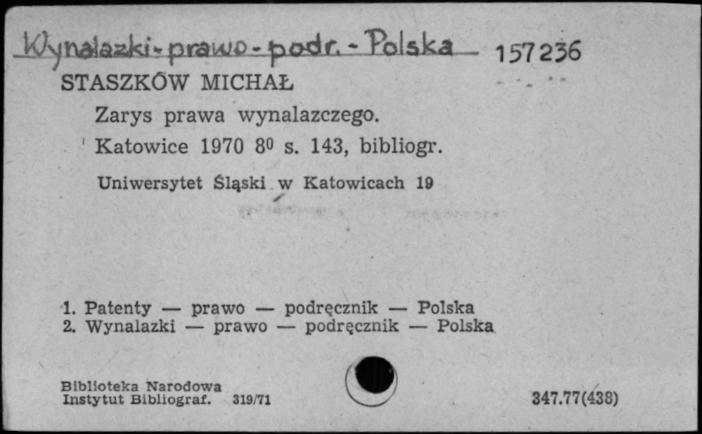 Wynalazki-prawo-podr.-Polska 157236
STASZKÓW MICHAŁ
Zarys prawa wynalazczego.
Katowice 1970 8⁰ s. 143, bibliogr.
Uniwersytet Śląski w Katowicach 19
1. Patenty — prawo — podręcznik — Polska
2. Wynalazki — prawo — podręcznik — Polska
Biblioteka Narodowa
Instytut Bibliograf. 319/71
347.77(438)